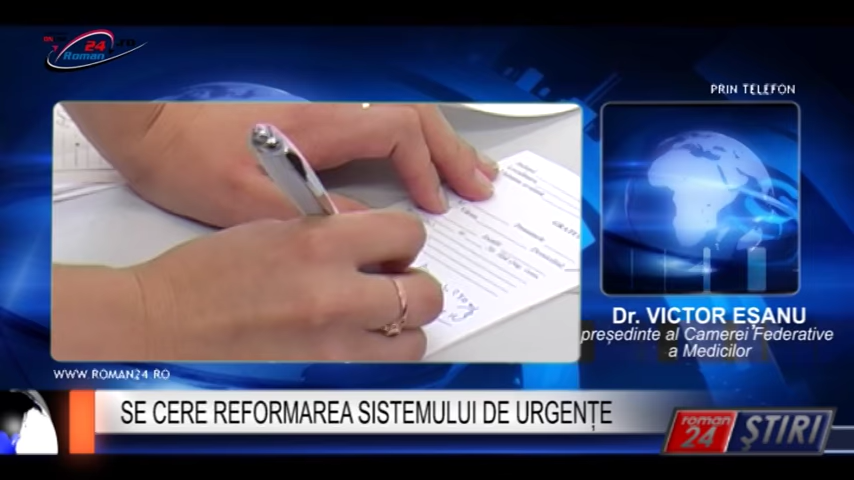 24
Roman
PRIN TELEFON
GRATU
Dr. VICTOR EȘANU
președinte al Camerei Federative
a Medicilor
WWW.ROMAN24.RO
SE CERE REFORMAREA SISTEMULUI DE URGENȚE
roman
24
ȘTIRI